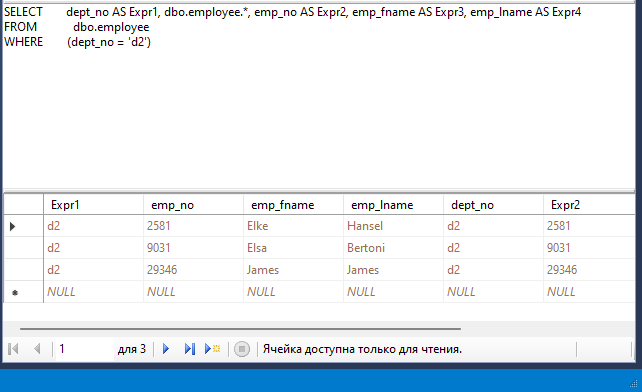 SELECT dept_no AS Expr1, dbo.employee.*, emp_no AS Expr2, emp_fname AS Expr3, emp_lname AS Expr4
FROM dbo.employee
WHERE (dept_no = 'd2')
Expr1 emp_no emp_fname emp_lname dept_no Expr2
d2 2581 Elke Hansel d2 2581
d2 9031 Elsa Bertoni d2 9031
d2 29346 James James d2 29346
NULL NULL NULL NULL NULL NULL
1 для 3 Ячейка доступна только для чтения.